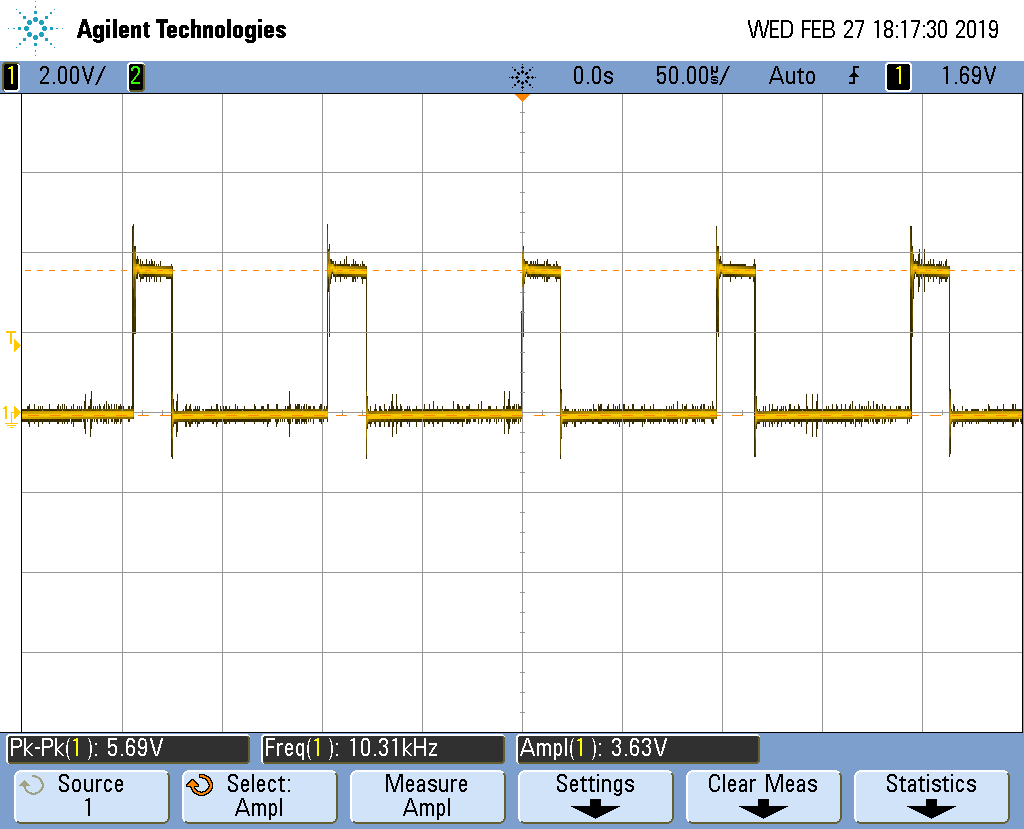 Agilent Technologies WED FEB 27 18:17:30 2019
1 2.00V/ 2 0.0s 50.00µs/ Auto 1 1.69V
T
1
Pk-Pk(1): 5.69V Freq(1): 10.31kHz Ampl(1): 3.63V
Source Select: Measure Settings Clear Meas Statistics
1 Ampl Ampl